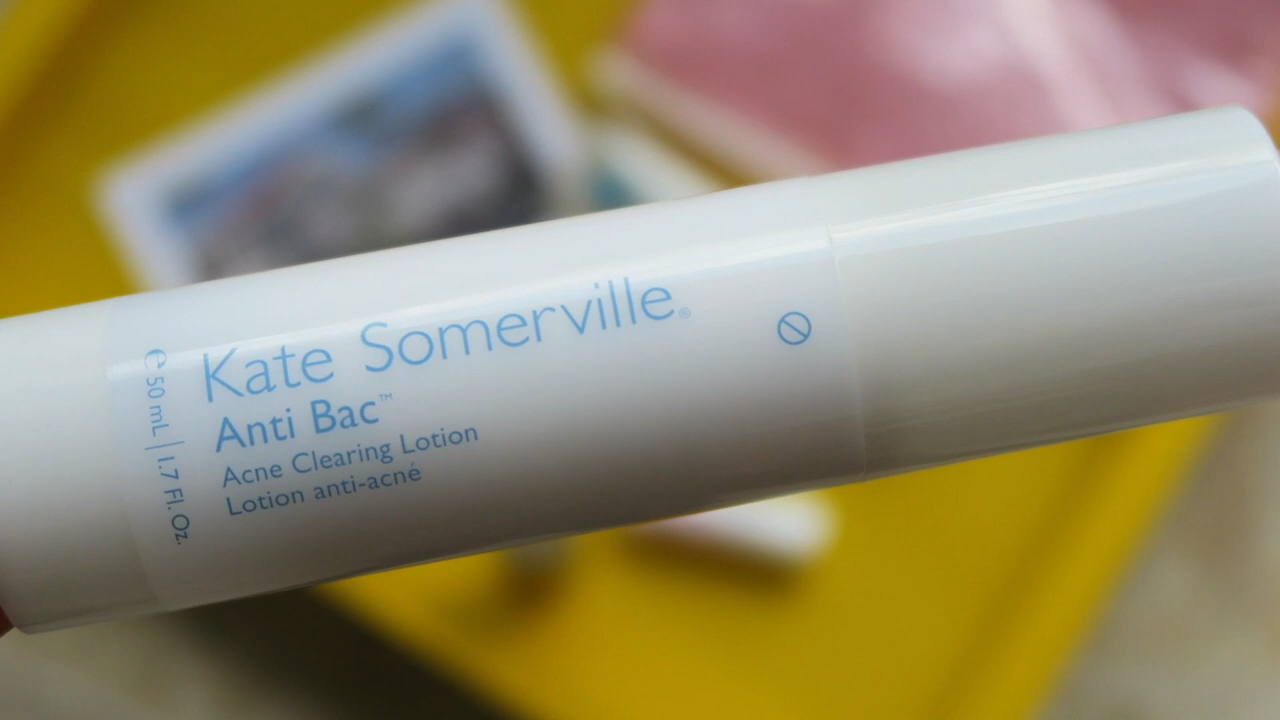 Kate Somerville®
Anti Bac™
Acne Clearing Lotion
Lotion anti-acné
℮ 50 mL | 1.7 Fl. Oz.